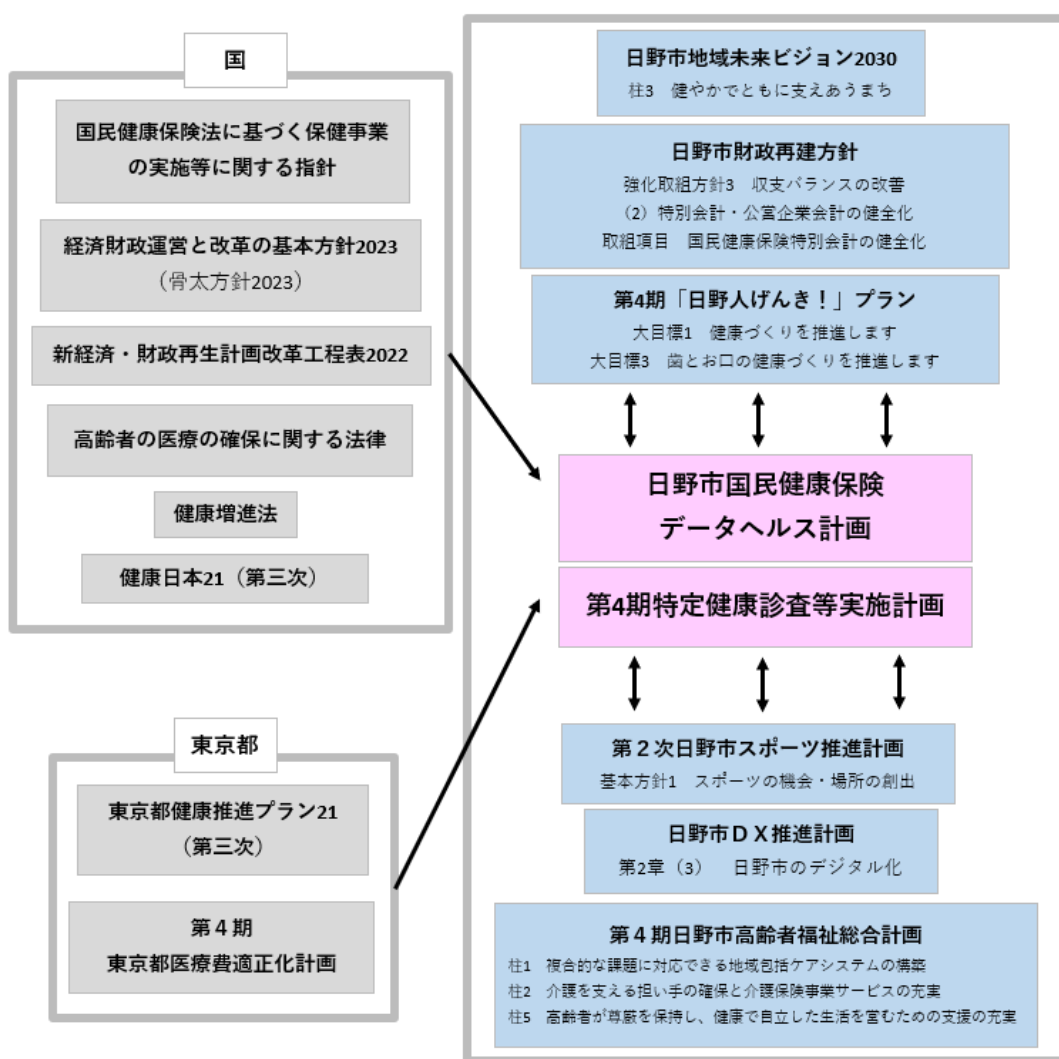 国
国民健康保険法に基づく保健事業
の実施等に関する指針
経済財政運営と改革の基本方針2023
（骨太方針2023）
新経済・財政再生計画改革工程表2022
高齢者の医療の確保に関する法律
健康増進法
健康日本21（第三次）
東京都
東京都健康推進プラン21
（第三次）
第４期
東京都医療費適正化計画
日野市地域未来ビジョン2030
柱3　健やかでともに支えあうまち
日野市財政再建方針
強化取組方針3　収支バランスの改善
（2）特別会計・公営企業会計の健全化
取組項目　国民健康保険特別会計の健全化
第4期「日野人げんき！」プラン
大目標1　健康づくりを推進します
大目標3　歯とお口の健康づくりを推進します
日野市国民健康保険
データヘルス計画
第4期特定健康診査等実施計画
第２次日野市スポーツ推進計画
基本方針1　スポーツの機会・場所の創出
日野市ＤＸ推進計画
第2章（3）　日野市のデジタル化
第４期日野市高齢者福祉総合計画
柱1　複合的な課題に対応できる地域包括ケアシステムの構築
柱2　介護を支える担い手の確保と介護保険事業サービスの充実
柱5　高齢者が尊厳を保持し、健康で自立した生活を営むための支援の充実